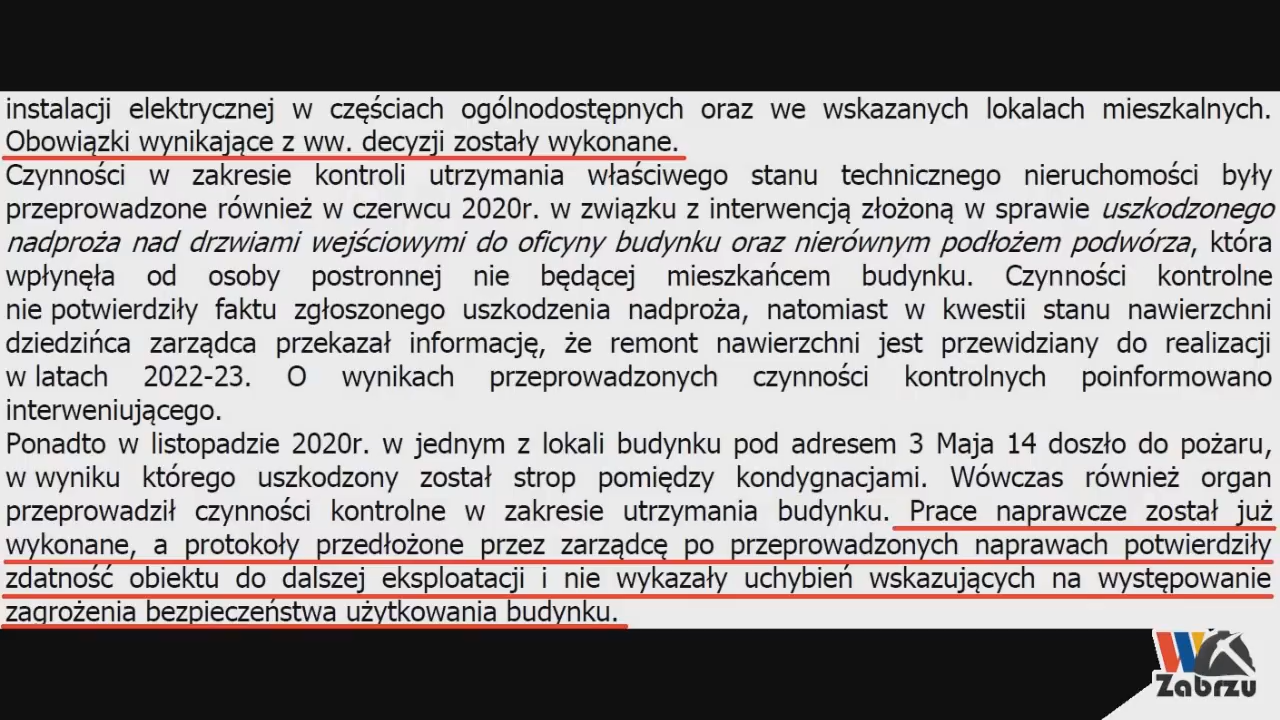 instalacji elektrycznej w częściach ogólnodostępnych oraz we wskazanych lokalach mieszkalnych.
Obowiązki wynikające z ww. decyzji zostały wykonane.
Czynności w zakresie kontroli utrzymania właściwego stanu technicznego nieruchomości były
przeprowadzone również w czerwcu 2020r. w związku z interwencją złożoną w sprawie uszkodzonego
nadproża nad drzwiami wejściowymi do oficyny budynku oraz nierównym podłożem podwórza, która
wpłynęła od osoby postronnej nie będącej mieszkańcem budynku. Czynności kontrolne
nie potwierdziły faktu zgłoszonego uszkodzenia nadproża, natomiast w kwestii stanu nawierzchni
dziedzińca zarządca przekazał informację, że remont nawierzchni jest przewidziany do realizacji
w latach 2022-23. O wynikach przeprowadzonych czynności kontrolnych poinformowano
interweniującego.
Ponadto w listopadzie 2020r. w jednym z lokali budynku pod adresem 3 Maja 14 doszło do pożaru,
w wyniku którego uszkodzony został strop pomiędzy kondygnacjami. Wówczas również organ
przeprowadził czynności kontrolne w zakresie utrzymania budynku. Prace naprawcze został już
wykonane, a protokoły przedłożone przez zarządcę po przeprowadzonych naprawach potwierdziły
zdatność obiektu do dalszej eksploatacji i nie wykazały uchybień wskazujących na występowanie
zagrożenia bezpieczeństwa użytkowania budynku.
W
Zabrzu